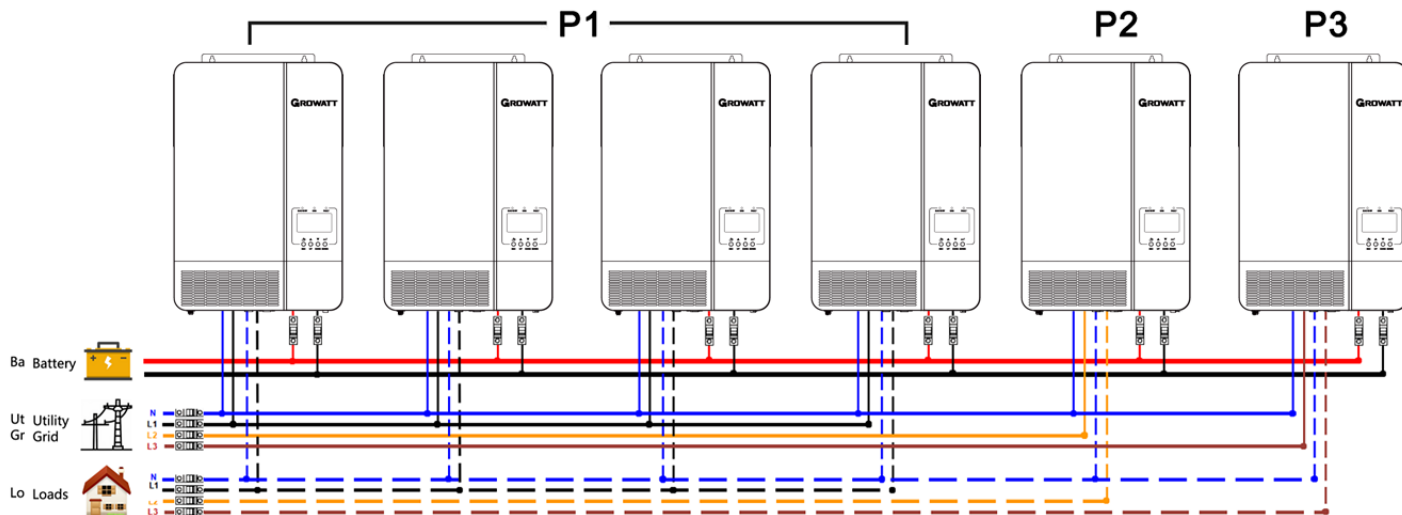 P1 P2 P3
GROWATT GROWATT GROWATT GROWATT GROWATT GROWATT
Ba Battery
Ut Utility
Gr Grid
N
L1
L2
L3
Lo Loads
N
L1
L2
L3